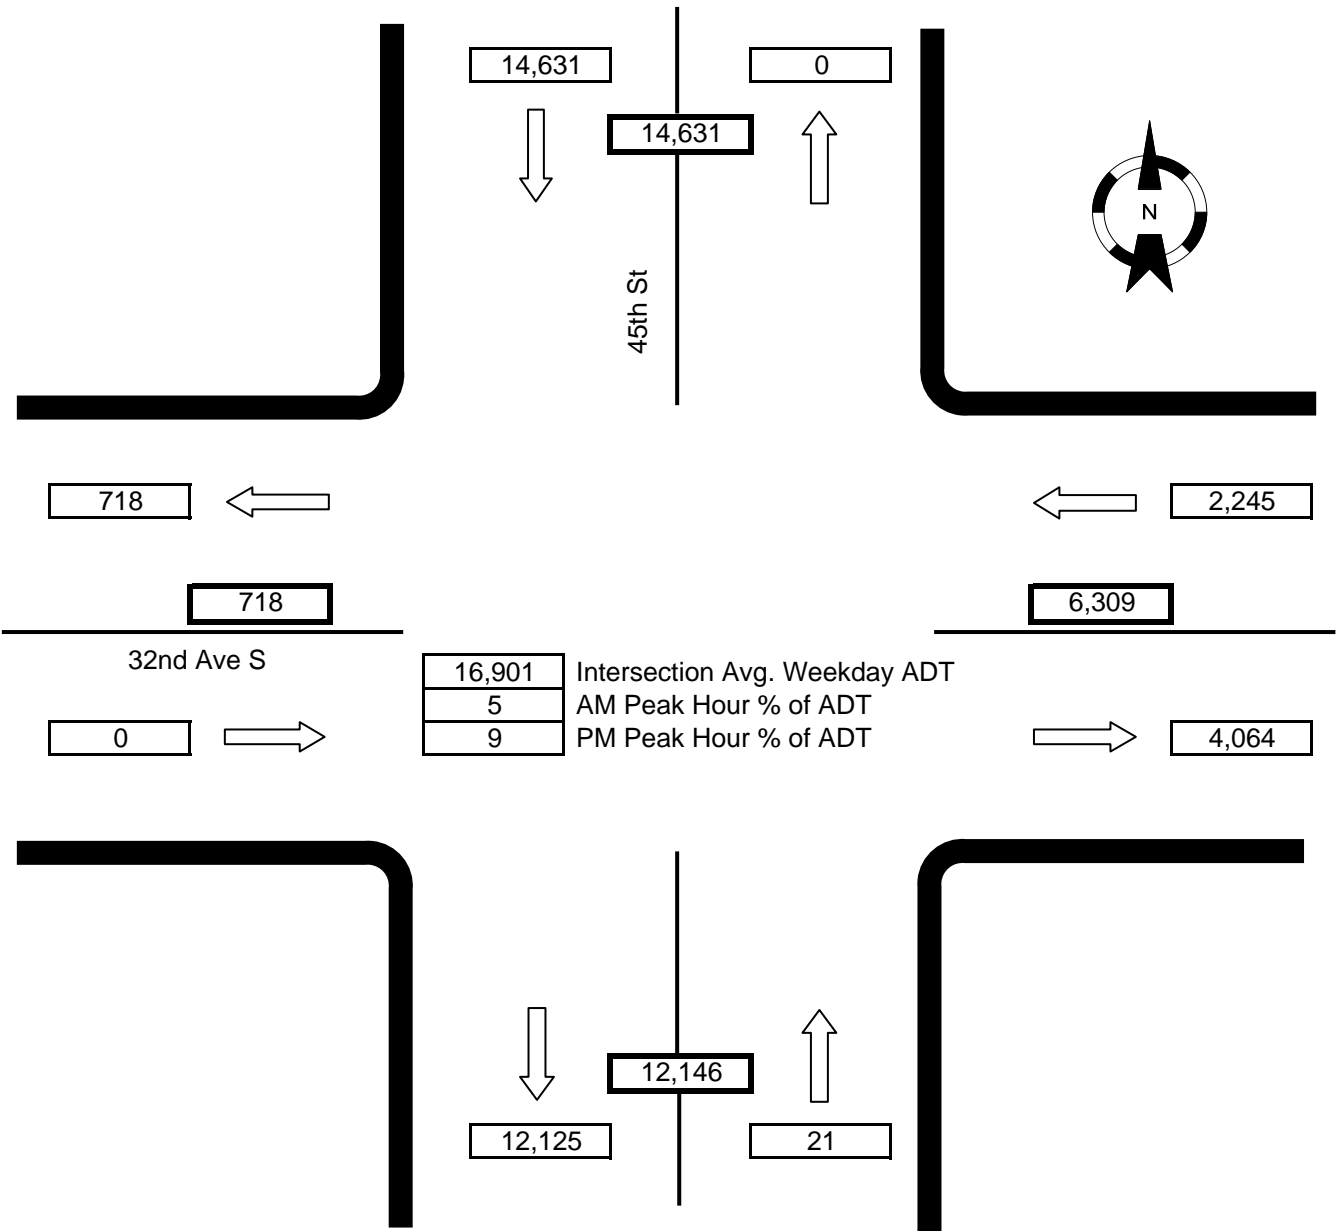 14,631 0
14,631
N
45th St
718 2,245
718 6,309
32nd Ave S
16,901 Intersection Avg. Weekday ADT
5 AM Peak Hour % of ADT
9 PM Peak Hour % of ADT
0 4,064
12,146
12,125 21